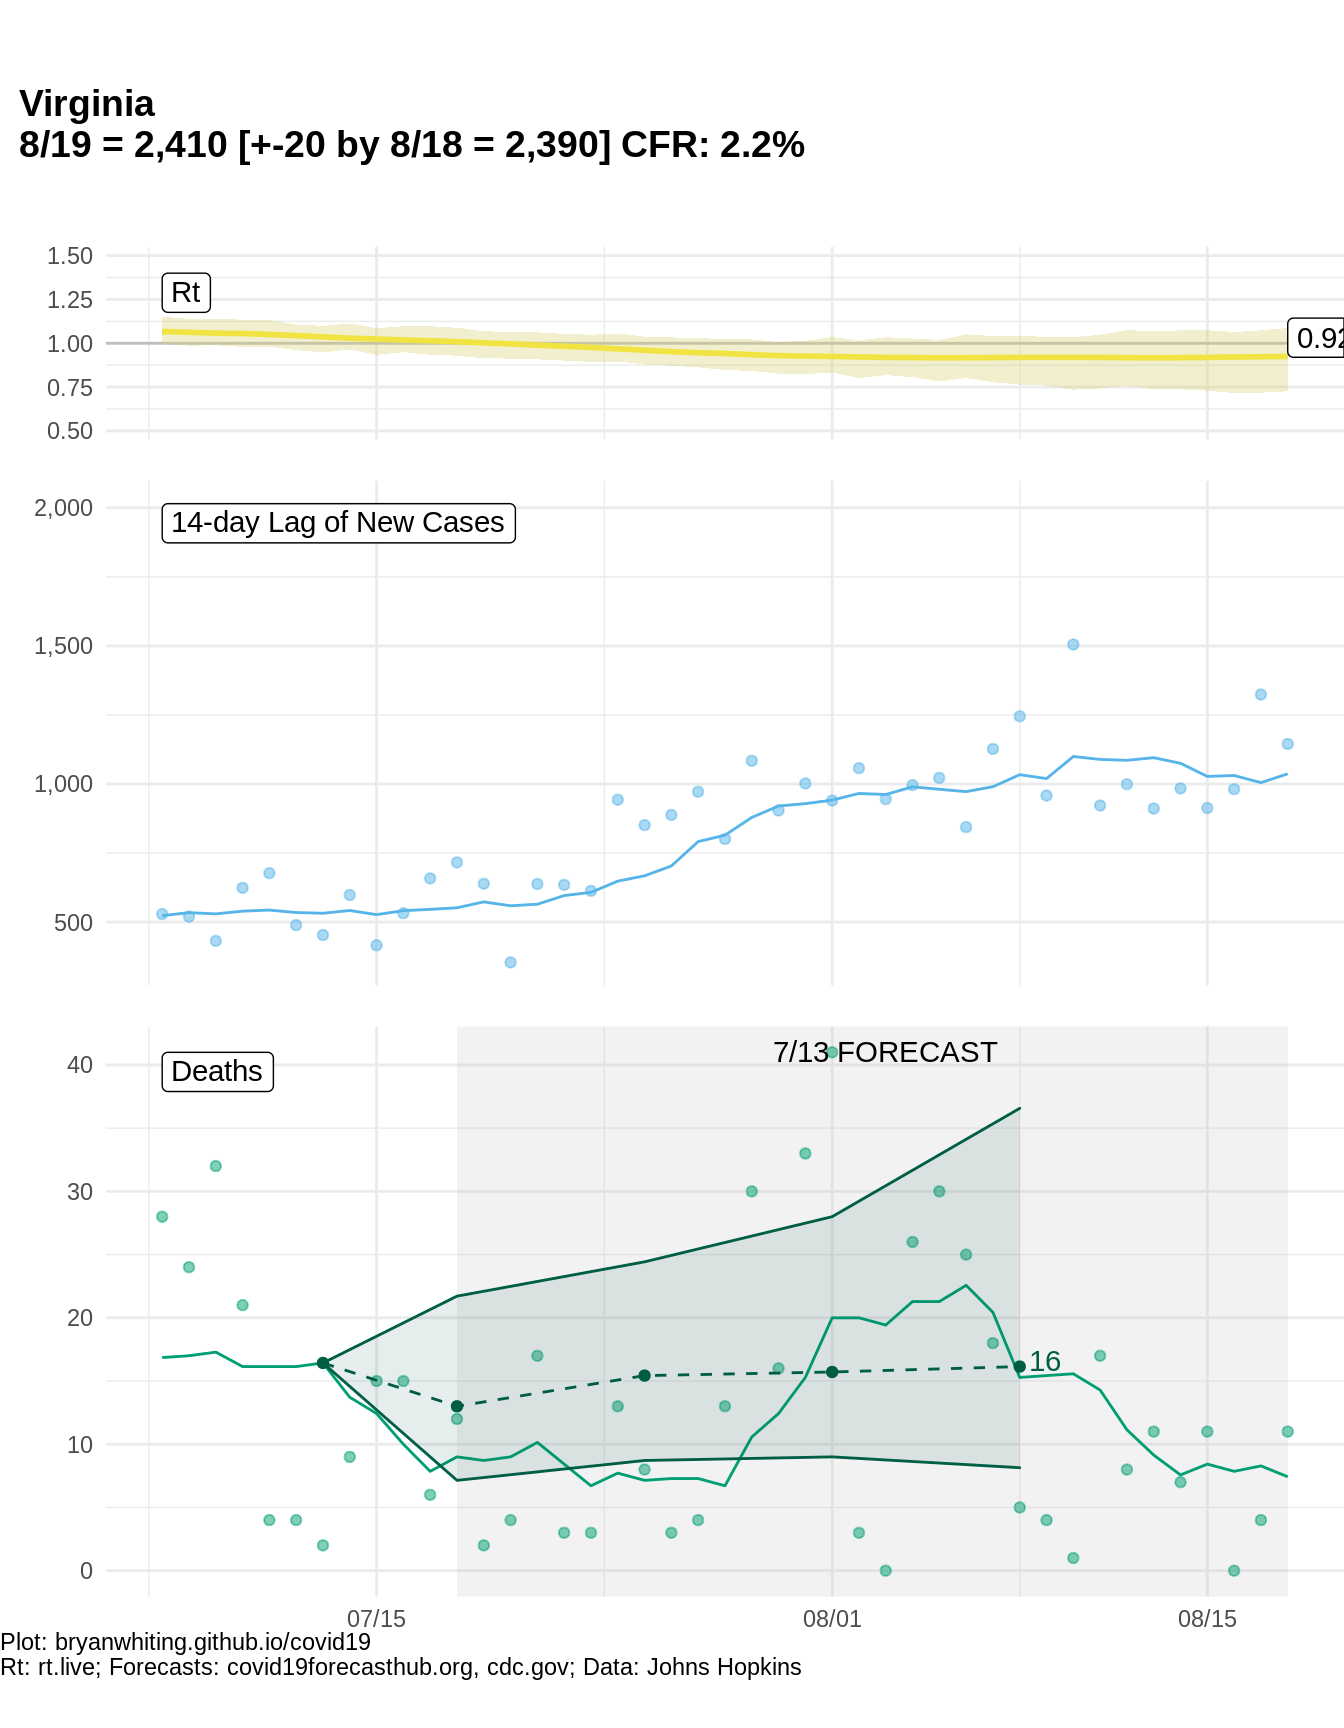 Virginia
8/19 = 2,410 [+-20 by 8/18 = 2,390] CFR: 2.2%
1.50
1.25
1.00
0.75
0.50
Rt
0.92
2,000
1,500
1,000
500
14-day Lag of New Cases
40
30
20
10
0
Deaths
7/13 FORECAST
16
07/15
08/01
08/15
Plot: bryanwhiting.github.io/covid19
Rt: rt.live; Forecasts: covid19forecasthub.org, cdc.gov; Data: Johns Hopkins